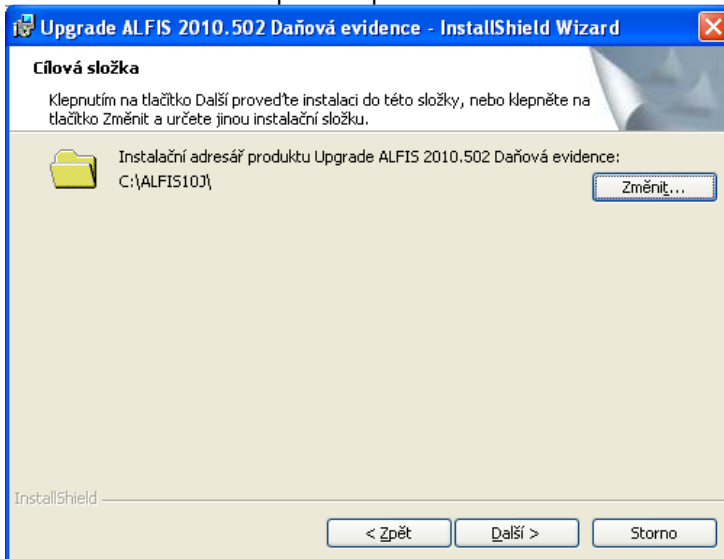 Upgrade ALFIS 2010.502 Daňová evidence - InstallShield Wizard
Cílová složka
Klepnutím na tlačítko Další proveďte instalaci do této složky, nebo klepněte na
tlačítko Změnit a určete jinou instalační složku.
Instalační adresář produktu Upgrade ALFIS 2010.502 Daňová evidence:
C:\ALFIS10J\
Změnit...
InstallShield
< Zpět
Další >
Storno